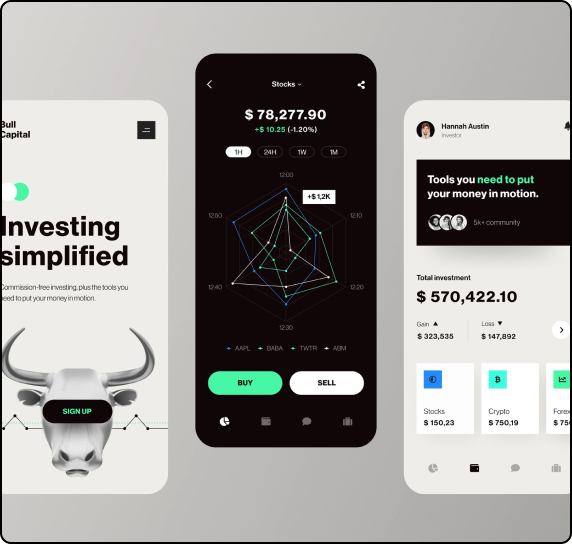 Bull
Capital
Investing
simplified
Commission-free investing, plus the tools you
need to put your money in motion.
SIGN UP
Stocks
$ 78,277.90
+$ 10.25 (-1.20%)
1H
24H
1W
1M
12:00
+$ 1,2K
12:50
12:10
12:40
12:20
12:30
AAPL
BABA
TWTR
ABM
BUY
SELL
Hannah Austin
Investor
Tools you need to put
your money in motion.
5k+ community
Total investment
$ 570,422.10
Gain ▲
Loss ▼
$ 323,535
$ 147,892
Stocks
$ 150,23
Crypto
$ 750,19
Forex